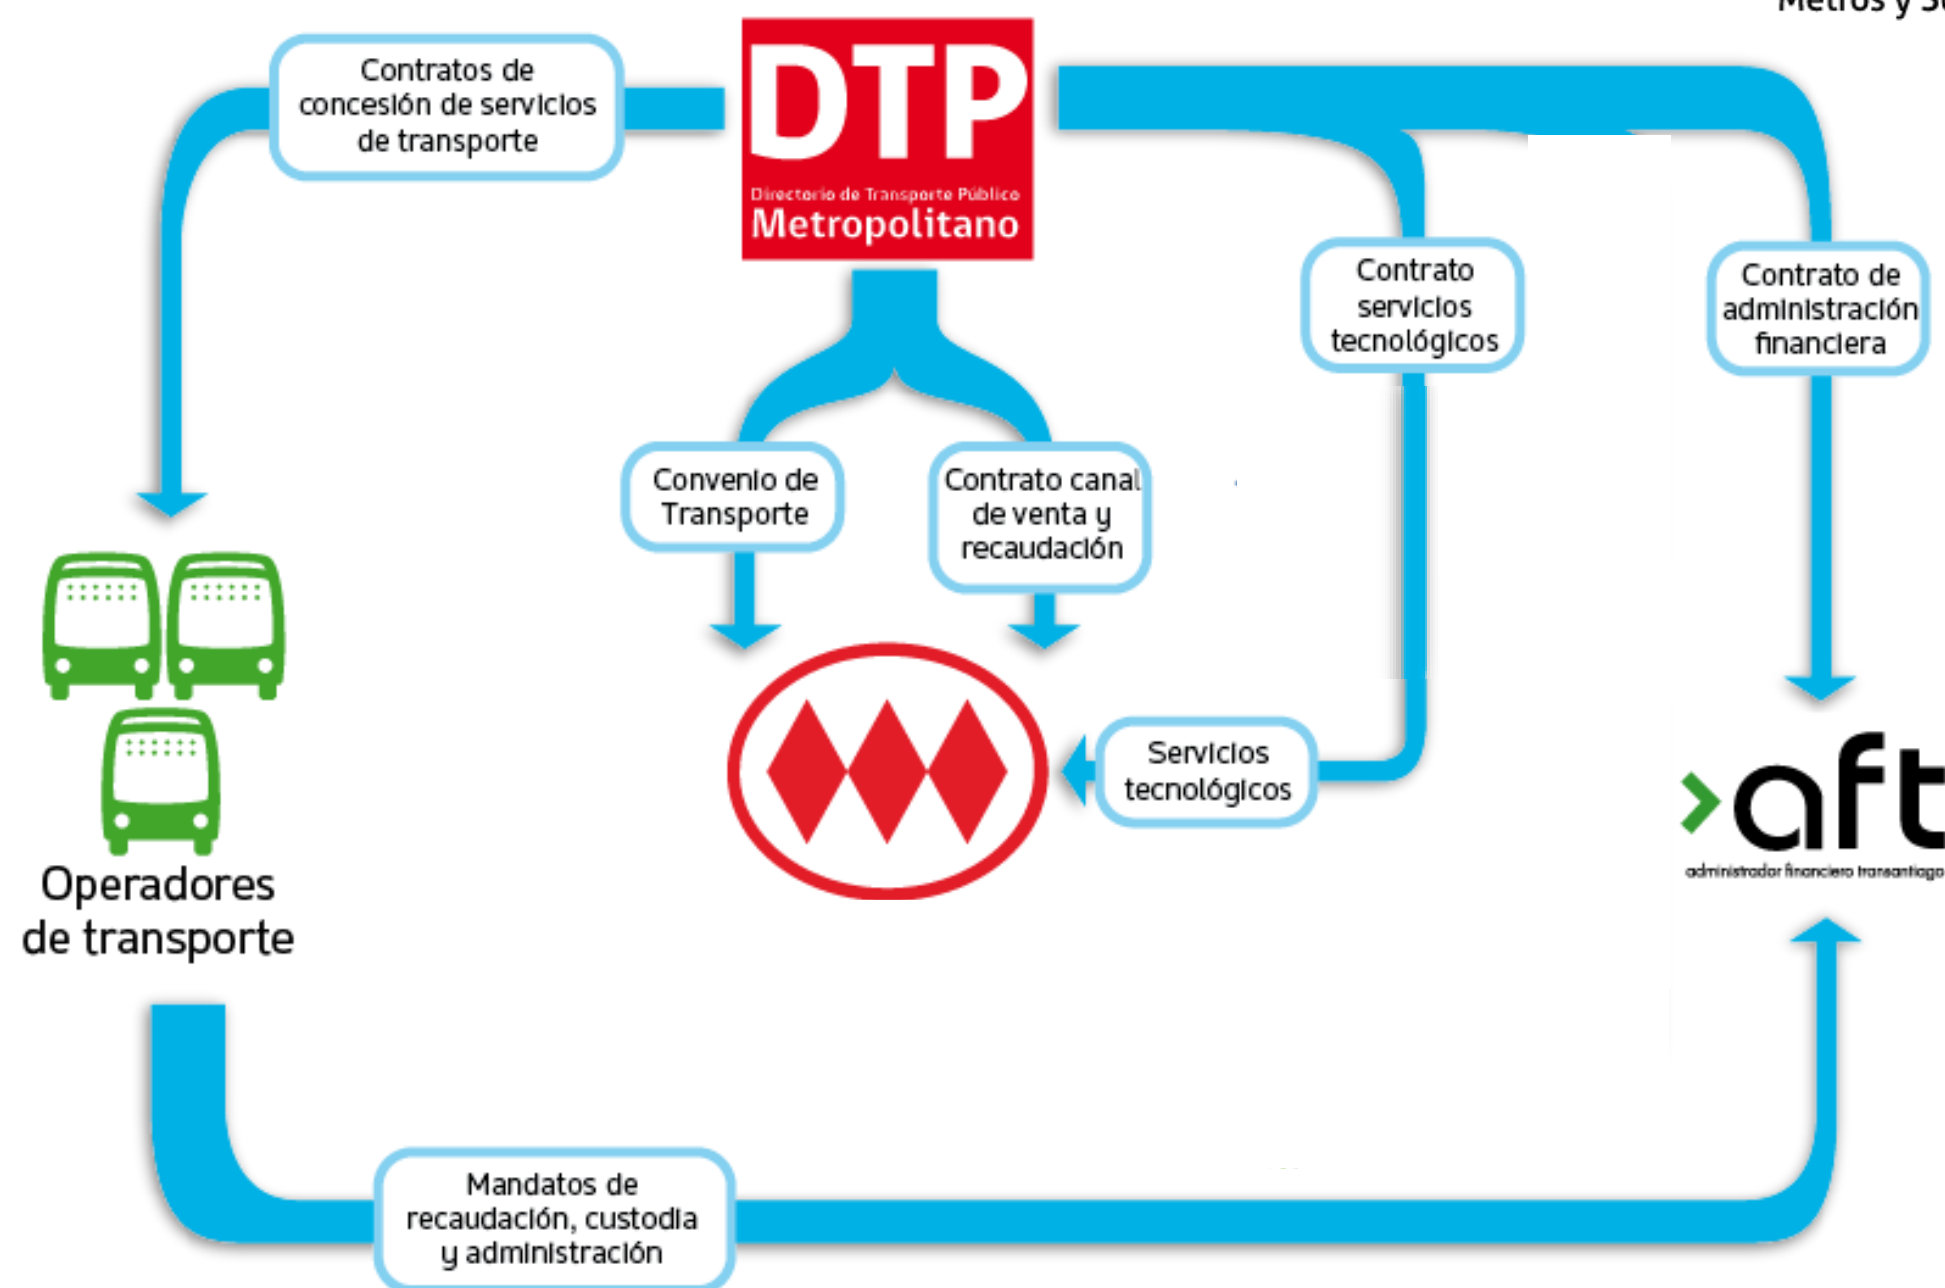 Metros y
Contratos de
concesión de servicios
de transporte
DTP
Directorio de Transporte Público
Metropolitano
Contrato
servicios
tecnológicos
Contrato de
administración
financiera
Convenio de
Transporte
Contrato canal
de venta y
recaudación
Servicios
tecnológicos
aft
administrador financiero transantiago
Operadores
de transporte
Mandatos de
recaudación, custodia
y administración